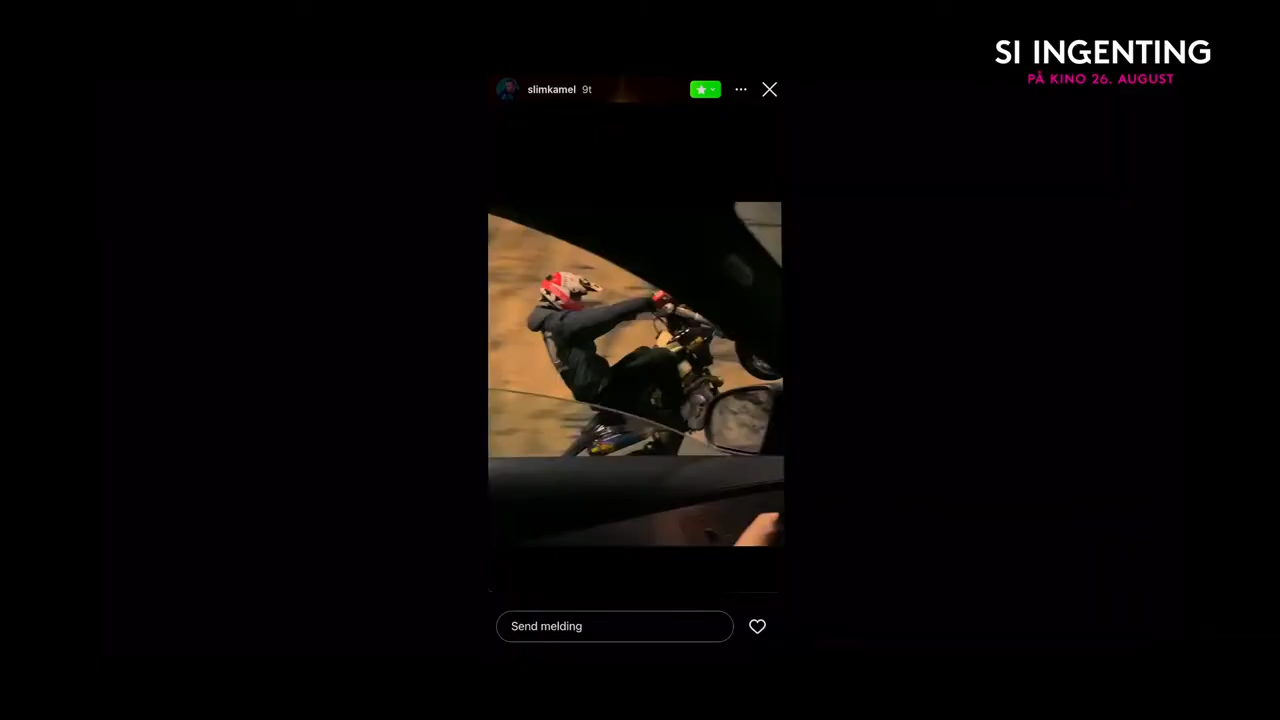 SI INGENTING
PÅ KINO 26. AUGUST
slimkamel 9t
Send melding